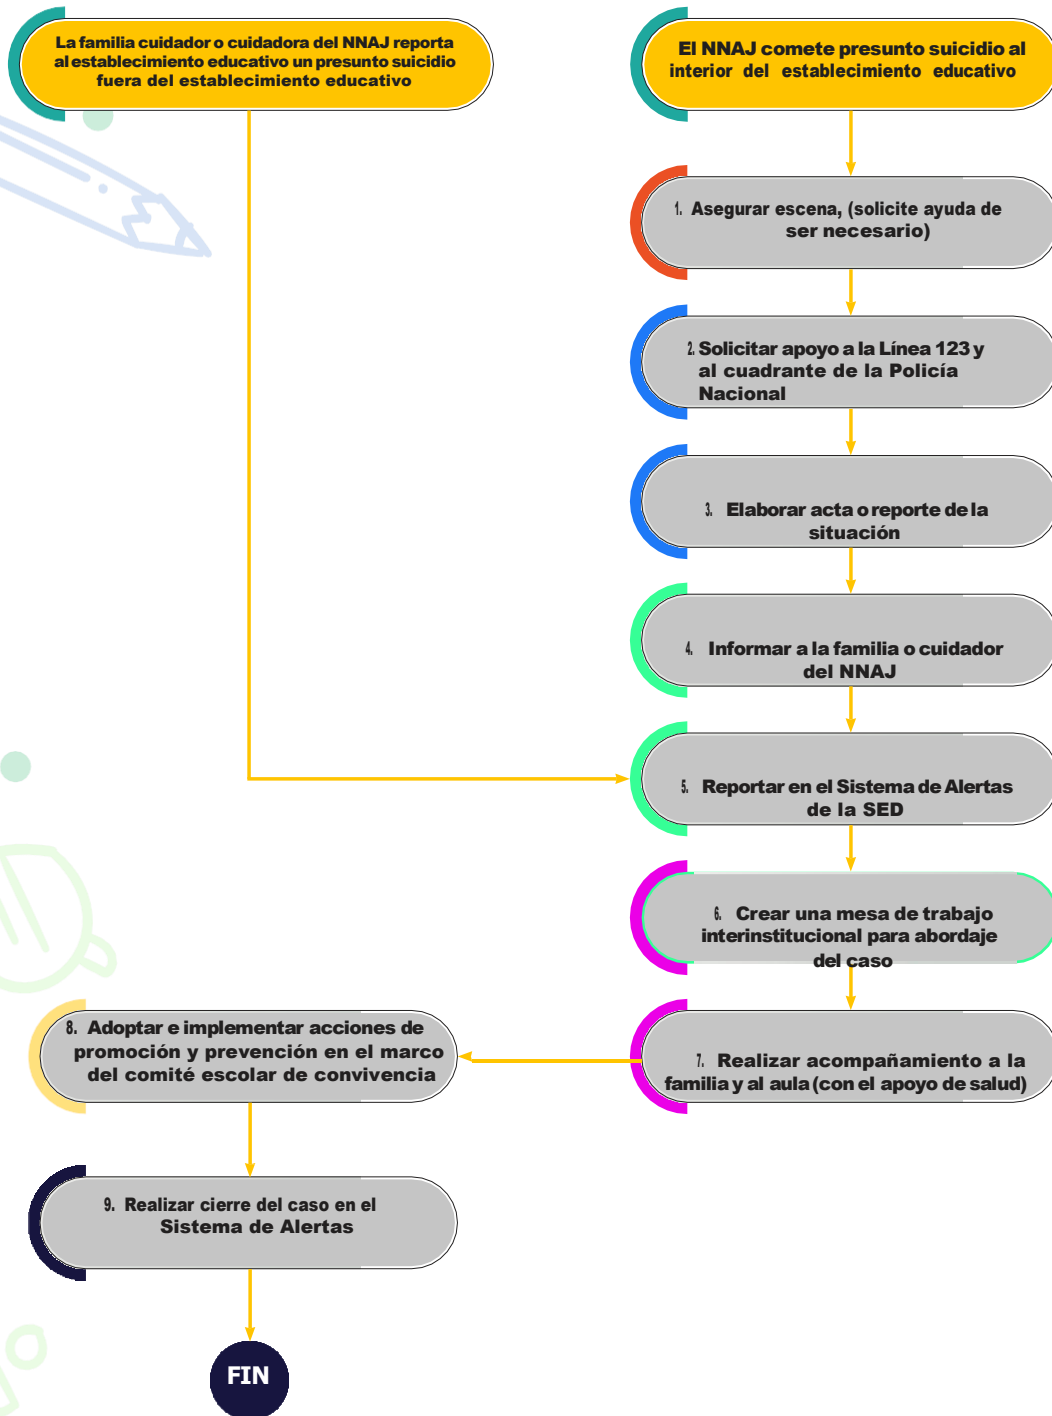 La familia cuidador o cuidadora del NNAJ reporta
al establecimiento educativo un presunto suicidio
fuera del establecimiento educativo
El NNAJ comete presunto suicidio al
interior del establecimiento educativo
1. Asegurar escena, (solicite ayuda de
ser necesario)
2. Solicitar apoyo a la Línea 123 y
al cuadrante de la Policía
Nacional
3. Elaborar acta o reporte de la
situación
4. Informar a la familia o cuidador
del NNAJ
5. Reportar en el Sistema de Alertas
de la SED
6. Crear una mesa de trabajo
interinstitucional para abordaje
del caso
7. Realizar acompañamiento a la
familia y al aula (con el apoyo de salud)
8. Adoptar e implementar acciones de
promoción y prevención en el marco
del comité escolar de convivencia
9. Realizar cierre del caso en el
Sistema de Alertas
FIN